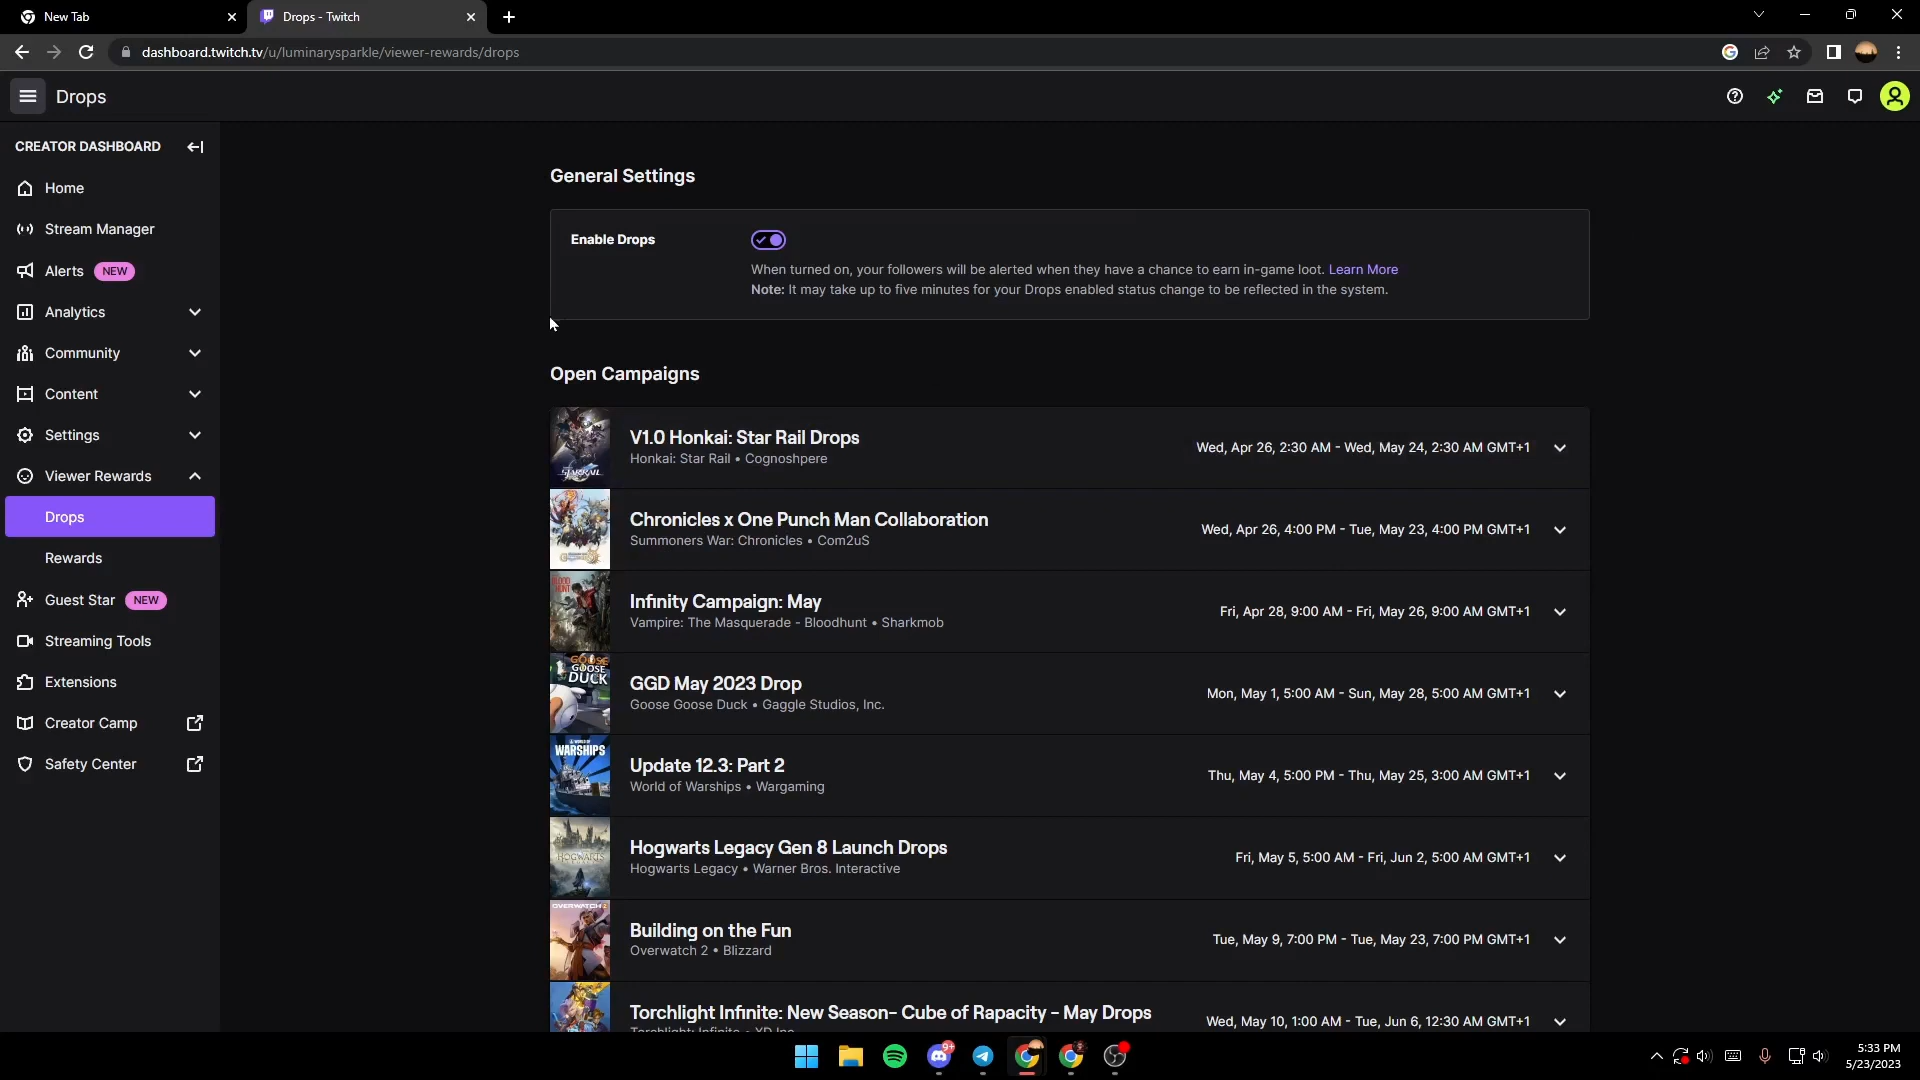 New Tab
Drops - Twitch
dashboard.twitch.tv/u/luminarysparkle/viewer-rewards/drops
Drops
CREATOR DASHBOARD
Home
Stream Manager
Alerts NEW
Analytics
Community
Content
Settings
Viewer Rewards
Drops
Rewards
Guest Star NEW
Streaming Tools
Extensions
Creator Camp
Safety Center
General Settings
Enable Drops
When turned on, your followers will be alerted when they have a chance to earn in-game loot. Learn More
Note: It may take up to five minutes for your Drops enabled status change to be reflected in the system.
Open Campaigns
V1.0 Honkai: Star Rail Drops
Honkai: Star Rail • Cognoshpere
Wed, Apr 26, 2:30 AM - Wed, May 24, 2:30 AM GMT+1
Chronicles x One Punch Man Collaboration
Summoners War: Chronicles • Com2uS
Wed, Apr 26, 4:00 PM - Tue, May 23, 4:00 PM GMT+1
Infinity Campaign: May
Vampire: The Masquerade - Bloodhunt • Sharkmob
Fri, Apr 28, 9:00 AM - Fri, May 26, 9:00 AM GMT+1
GOOSE
GOOSE
DUCK
GGD May 2023 Drop
Goose Goose Duck • Gaggle Studios, Inc.
Mon, May 1, 5:00 AM - Sun, May 28, 5:00 AM GMT+1
WARSHIPS
Update 12.3: Part 2
World of Warships • Wargaming
Thu, May 4, 5:00 PM - Thu, May 25, 3:00 AM GMT+1
HOGWARTS
Hogwarts Legacy Gen 8 Launch Drops
Hogwarts Legacy • Warner Bros. Interactive
Fri, May 5, 5:00 AM - Fri, Jun 2, 5:00 AM GMT+1
OVERWATCH 2
Building on the Fun
Overwatch 2 • Blizzard
Tue, May 9, 7:00 PM - Tue, May 23, 7:00 PM GMT+1
Torchlight Infinite: New Season- Cube of Rapacity - May Drops
Torchlight: Infinite • XD Inc.
Wed, May 10, 1:00 AM - Tue, Jun 6, 12:30 AM GMT+1
9+
5:33 PM
5/23/2023